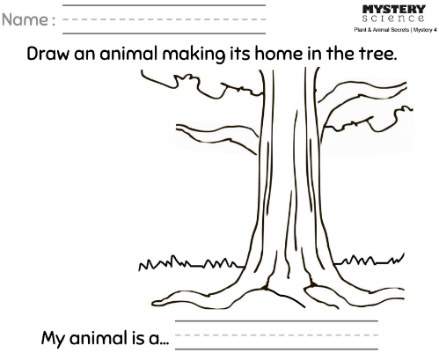 Name :
MYSTERY
science
Plant & Animal Secrets | Mystery 4
Draw an animal making its home in the tree.
My animal is a...